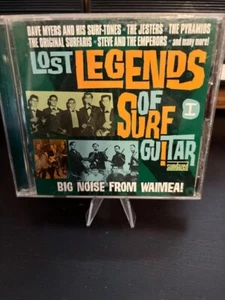 DAVE MYERS AND HIS SURF-TONES • THE JESTERS • THE PYRAMIDS
THE ORIGINAL SURFARIS • STEVE AND THE EMPERORS • and many more!
LOST LEGENDS
OF I
SURF
GUITAR
BIG NOISE FROM WAIMEA!
sundazed